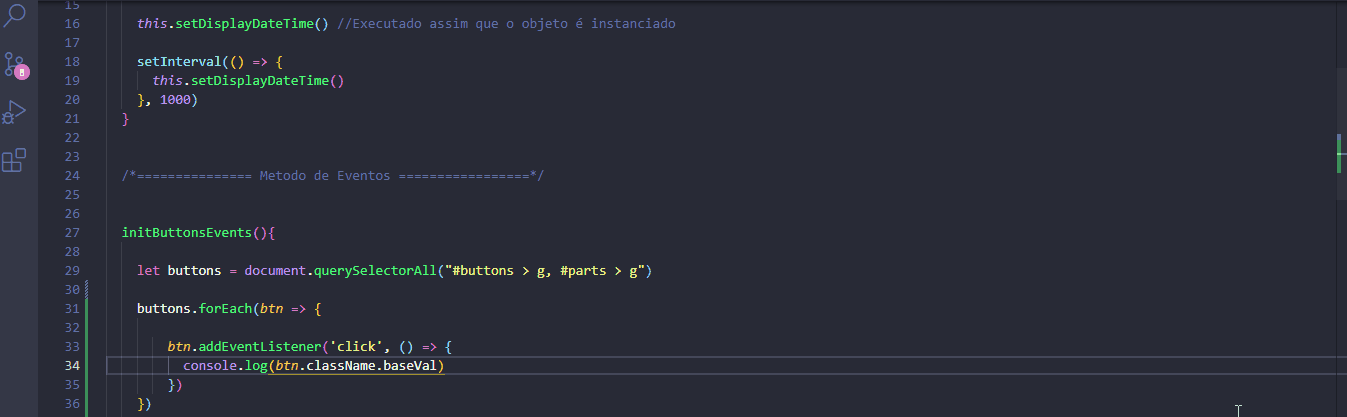 15
16 this.setDisplayDateTime() //Executado assim que o objeto é instanciado
17
18 setInterval(() => {
19 this.setDisplayDateTime()
20 }, 1000)
21 }
22
23
24 /*=============== Metodo de Eventos =================*/
25
26
27 initButtonsEvents(){
28
29 let buttons = document.querySelectorAll("#buttons > g, #parts > g")
30
31 buttons.forEach(btn => {
32
33 btn.addEventListener('click', () => {
34 console.log(btn.className.baseVal)
35 })
36 })